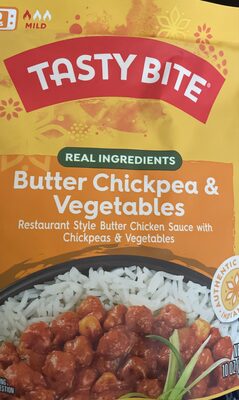 MILD
TASTY BITE®
REAL INGREDIENTS
Butter Chickpea &
Vegetables
Restaurant Style Butter Chicken Sauce with
Chickpeas & Vegetables
AUTHENTIC